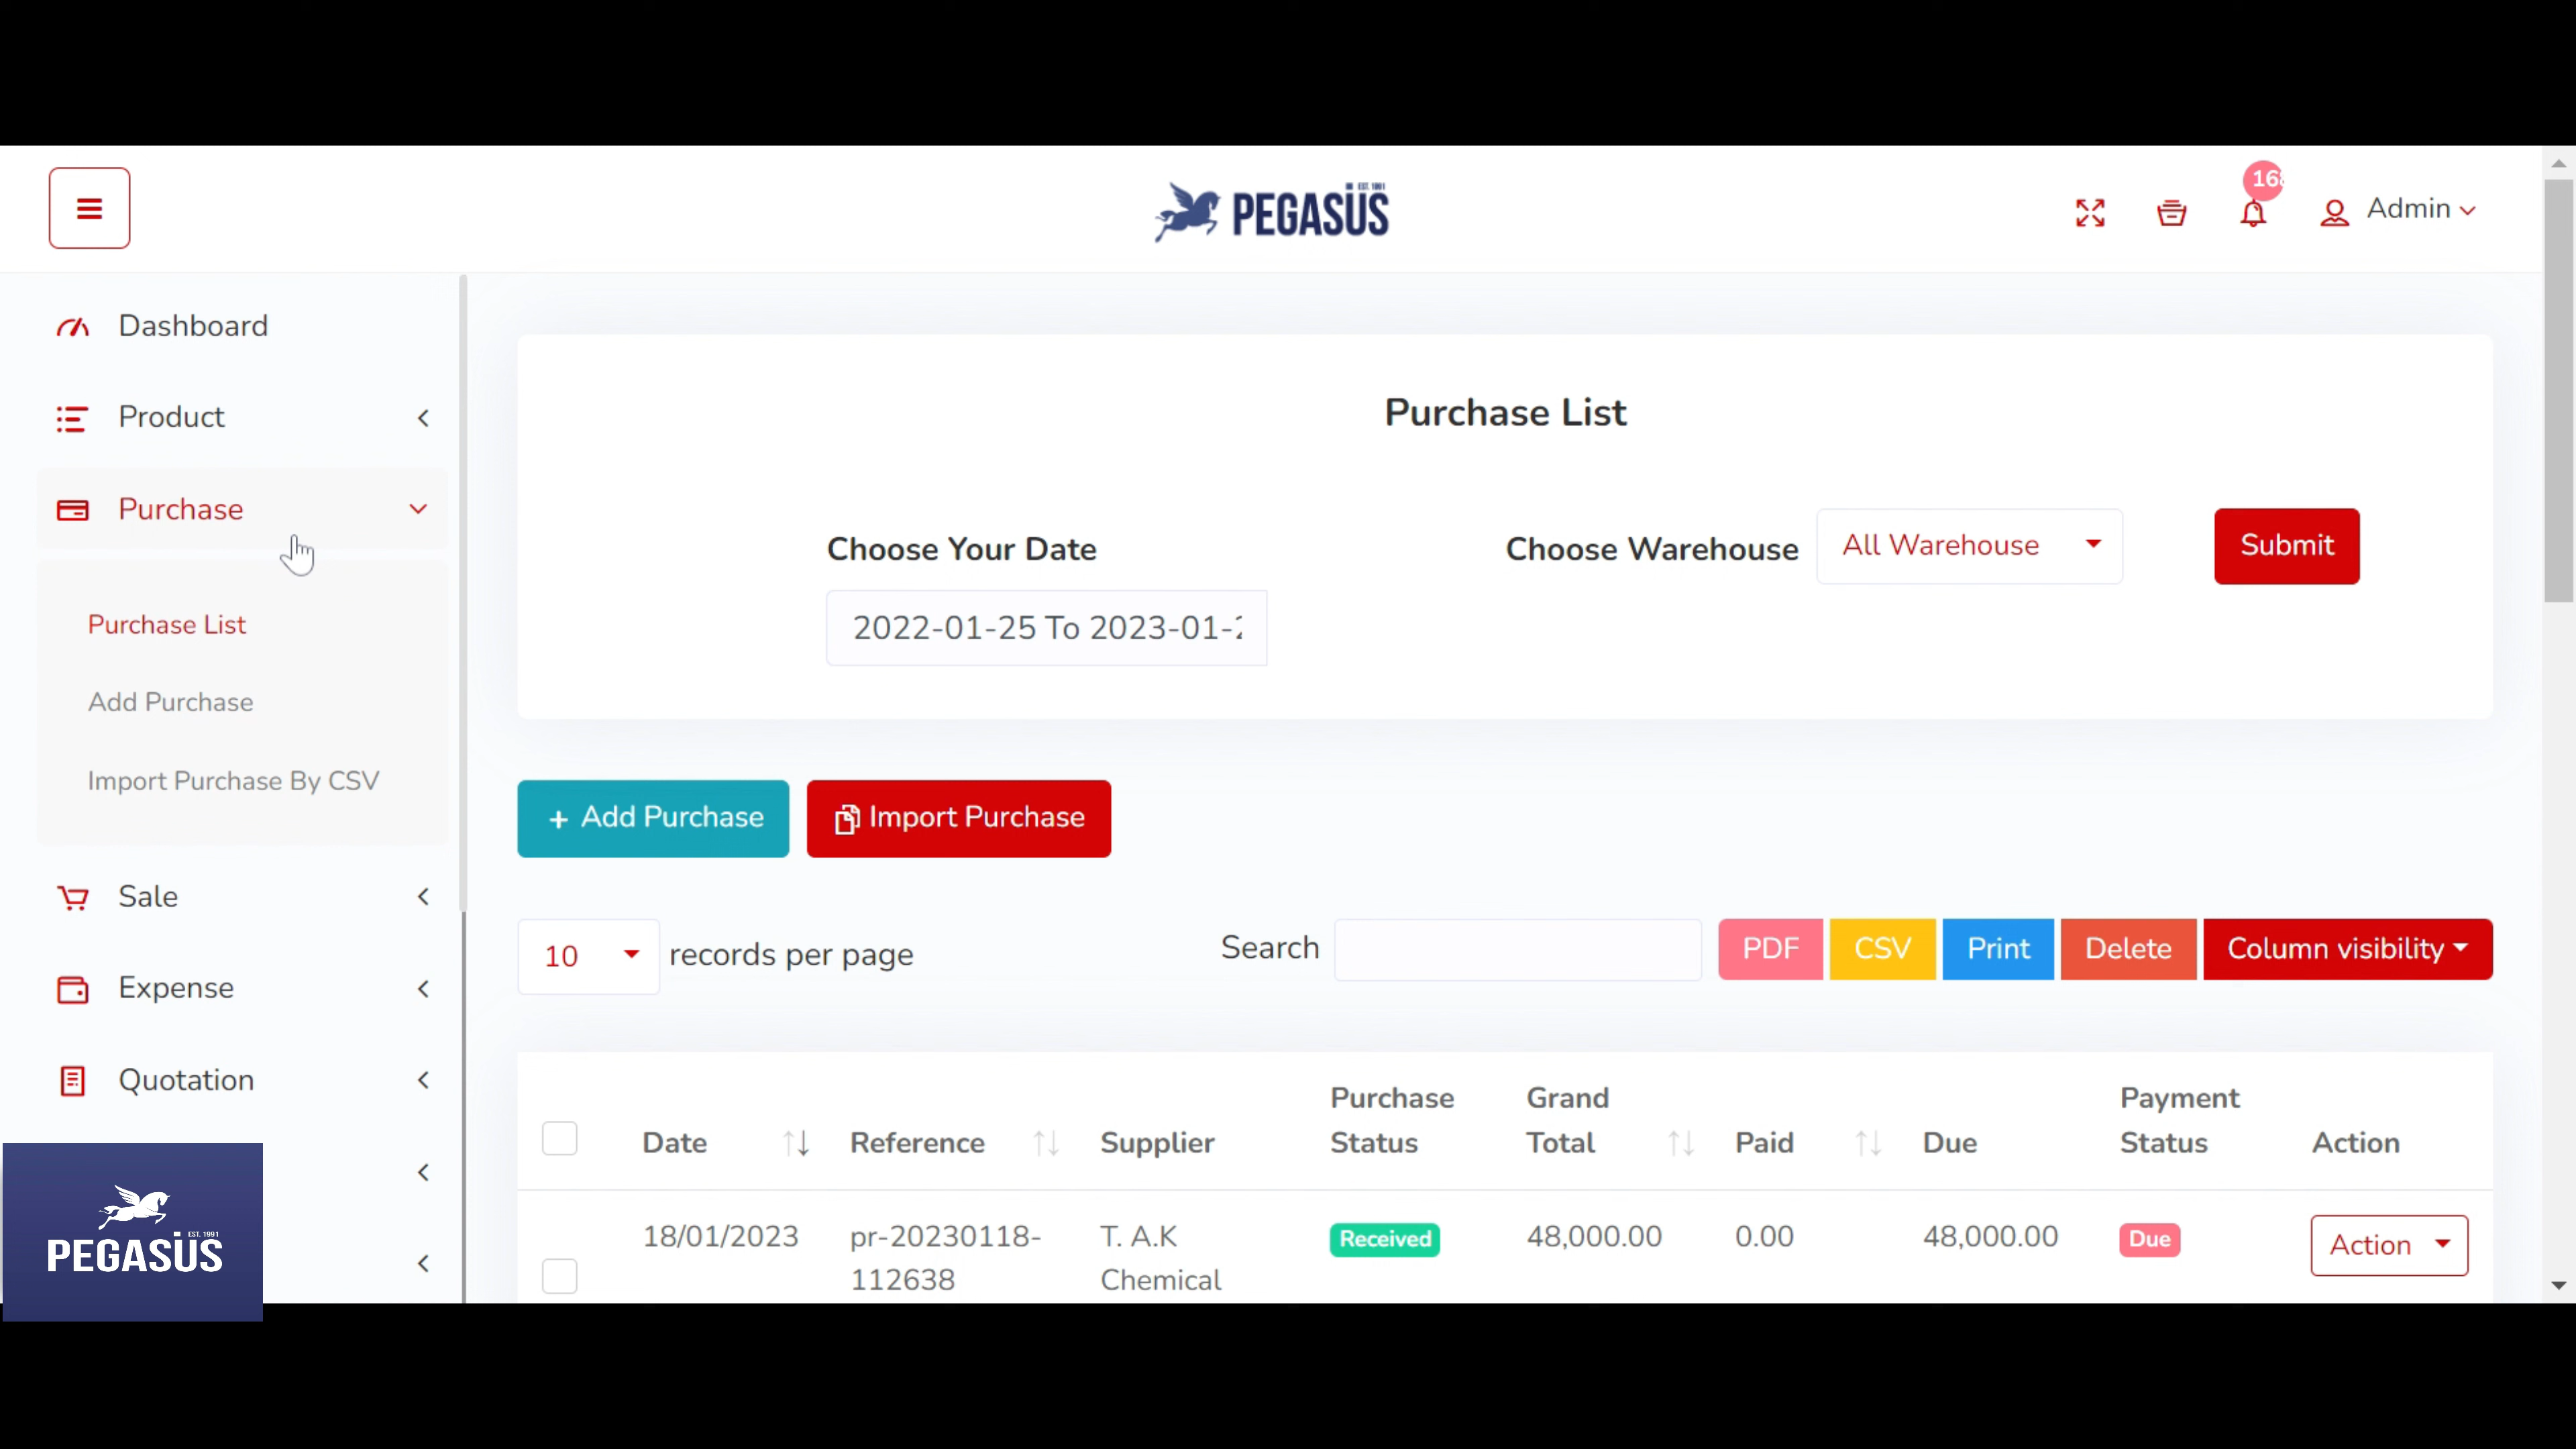 EST. 1991
PEGASÜS
Admin
Dashboard
Product
Purchase
Purchase List
Add Purchase
Import Purchase By CSV
Sale
Expense
Quotation
EST. 1991
PEGASÜS
Purchase List
Choose Your Date
2022-01-25 To 2023-01-
Choose Warehouse
All Warehouse
Submit
+ Add Purchase
Import Purchase
10 records per page
Search
PDF
CSV
Print
Delete
Column visibility
Date
Reference
Supplier
Purchase
Status
Grand
Total
Paid
Due
Payment
Status
Action
18/01/2023
pr-20230118-
112638
T. A.K
Chemical
Received
48,000.00
0.00
48,000.00
Due
Action